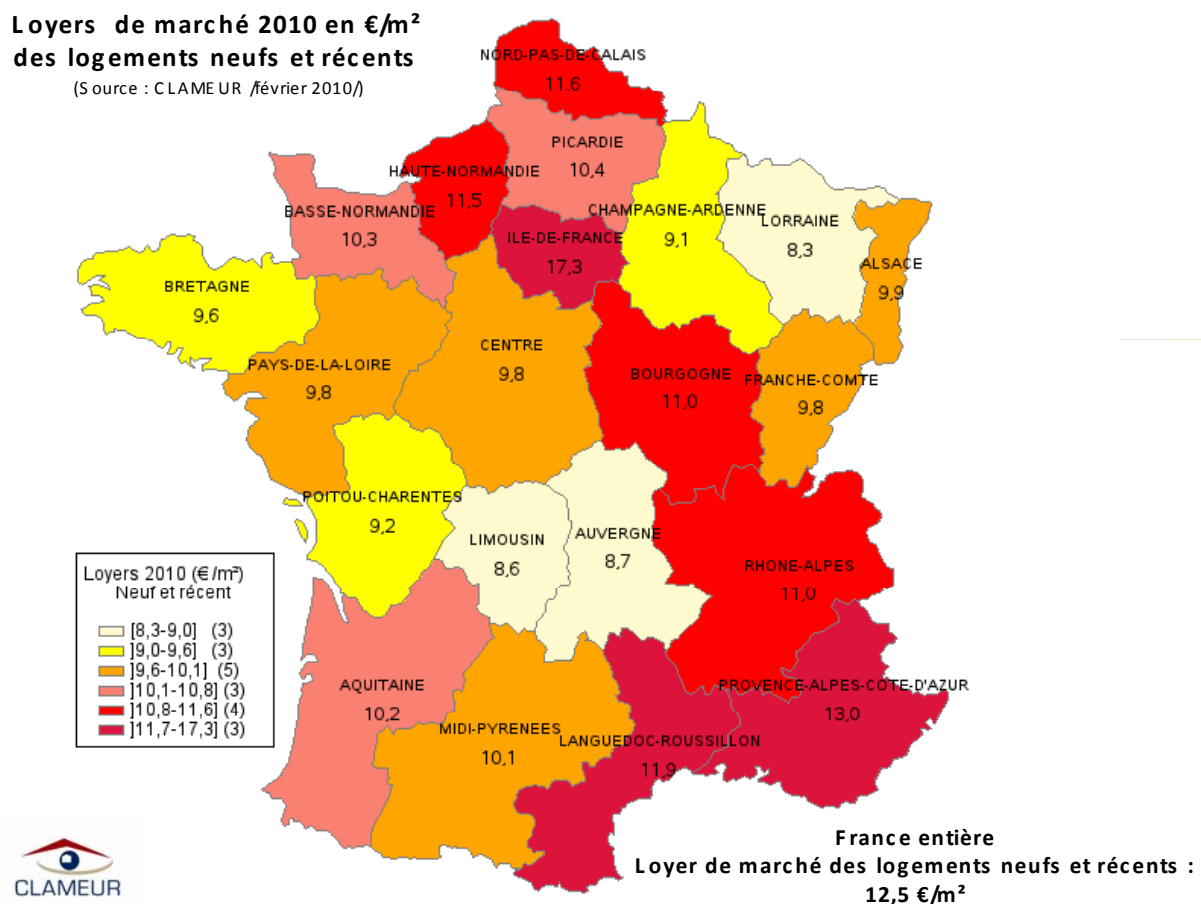 Loyers de marché 2010 en €/m²
des logements neufs et récents
(Source : CLAMEUR /février 2010/)
NORD-PAS-DE-CALAIS
11,6
PICARDIE
10,4
HAUTE-NORMANDIE
11,5
BASSE-NORMANDIE
10,3
CHAMPAGNE-ARDENNE
9,1
LORRAINE
8,3
ILE-DE-FRANCE
17,3
ALSACE
9,9
BRETAGNE
9,6
PAYS-DE-LA-LOIRE
9,8
CENTRE
9,8
BOURGOGNE
11,0
FRANCHE-COMTE
9,8
POITOU-CHARENTES
9,2
LIMOUSIN
8,6
AUVERGNE
8,7
RHONE-ALPES
11,0
AQUITAINE
10,2
MIDI-PYRENEES
10,1
LANGUEDOC-ROUSSILLON
11,9
PROVENCE-ALPES-COTE-D'AZUR
13,0
Loyers 2010 (€/m²)
Neuf et récent
[8,3-9,0] (3)
]9,0-9,6] (3)
]9,6-10,1] (5)
]10,1-10,8] (3)
]10,8-11,6] (4)
]11,7-17,3] (3)
CLAMEUR
France entière
Loyer de marché des logements neufs et récents :
12,5 €/m²